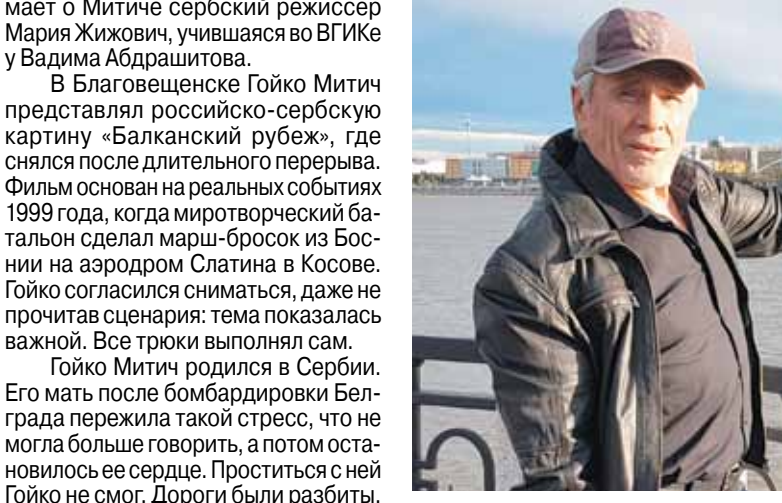 мает о Митиче сербский режиссер
Мария Жижович, учившаяся во ВГИКе
у Вадима Абдрашитова.
В Благовещенске Гойко Митич
представлял российско-сербскую
картину «Балканский рубеж», где
снялся после длительного перерыва.
Фильм основан на реальных событиях
1999 года, когда миротворческий ба-
тальон сделал марш-бросок из Бос-
нии на аэродром Слатина в Косове.
Гойко согласился сниматься, даже не
прочитав сценария: тема показалась
важной. Все трюки выполнял сам.
Гойко Митич родился в Сербии.
Его мать после бомбардировки Бел-
града пережила такой стресс, что не
могла больше говорить, а потом оста-
новилось ее сердце. Проститься с ней
Гойко не смог. Дороги были разбиты,